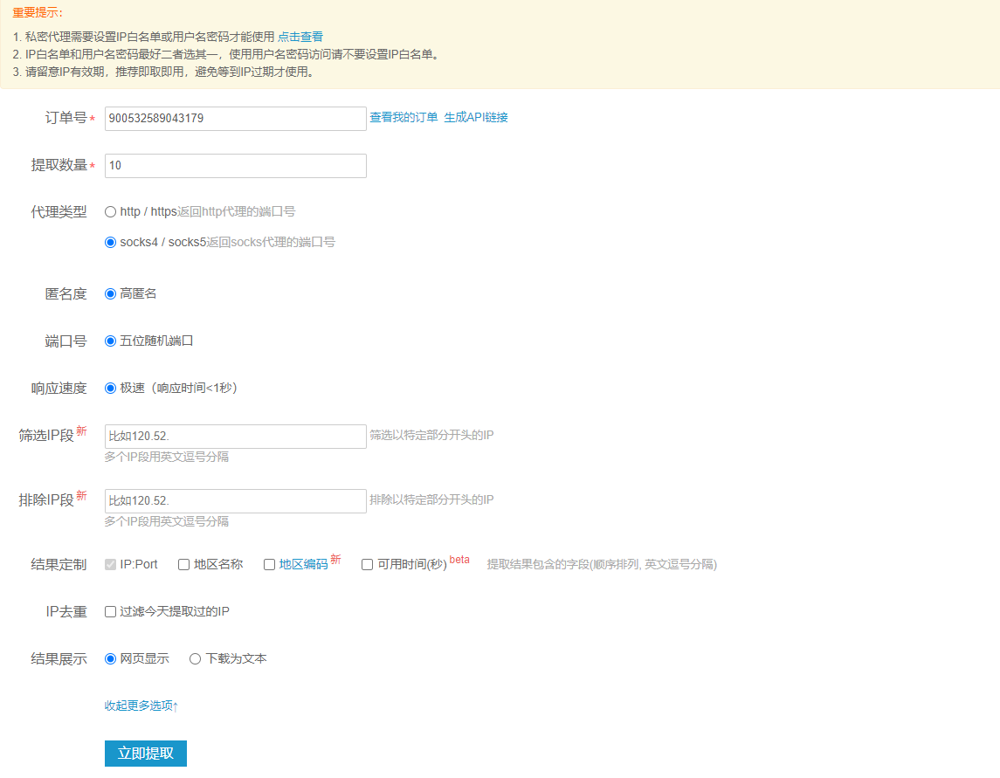 重要提示：
1. 私密代理需要设置IP白名单或用户名密码才能使用 点击查看
2. IP白名单和用户名密码最好二者选其一，使用用户名密码访问请不要设置IP白名单。
3. 请留意IP有效期，推荐即取即用，避免等到IP过期才使用。
订单号* 900532589043179 查看我的订单 生成API链接
提取数量* 10
代理类型 http / https返回http代理的端口号
socks4 / socks5返回socks代理的端口号
匿名度 高匿名
端口号 五位随机端口
响应速度 极速（响应时间<1秒）
筛选IP段 新 比如120.52. 筛选以特定部分开头的IP
多个IP段用英文逗号分隔
排除IP段 新 比如120.52. 排除以特定部分开头的IP
多个IP段用英文逗号分隔
结果定制 IP:Port 地区名称 地区编码 新 可用时间(秒) beta 提取结果包含的字段(顺序排列, 英文逗号分隔)
IP去重 过滤今天提取过的IP
结果展示 网页显示 下载为文本
收起更多选项↑
立即提取